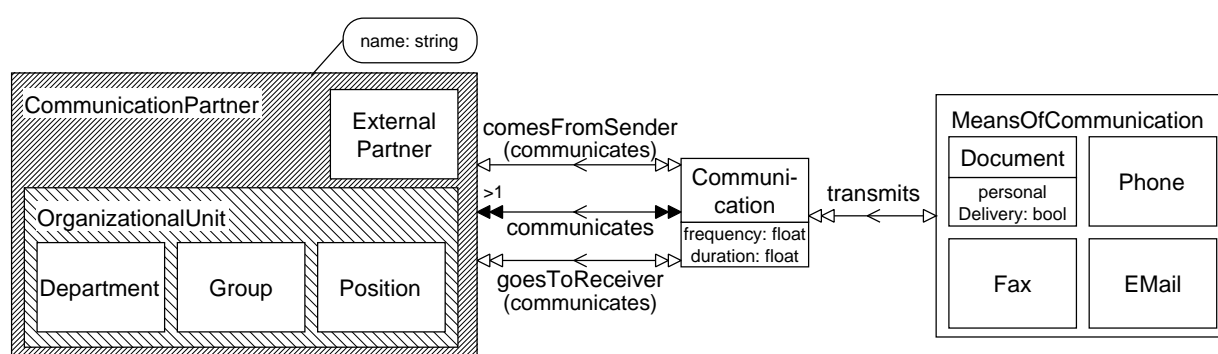 name: string
CommunicationPartner
External
Partner
OrganizationalUnit
Department
Group
Position
comesFromSender
(communicates)
>1
communicates
goesToReceiver
(communicates)
Communi-
cation
frequency: float
duration: float
transmits
MeansOfCommunication
Document
personal
Delivery: bool
Phone
Fax
EMail